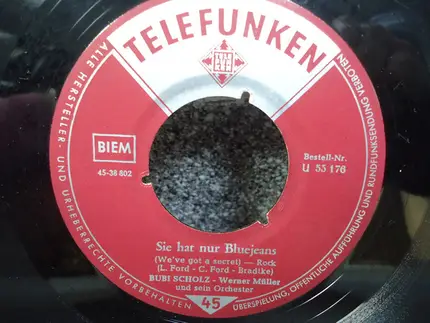 TELEFUNKEN
ALLE HERSTELLER- UND URHEBERRECHTE VORBEHALTEN
BIEM
45-38 802
Bestell-Nr.
U 55 176
Sie hat nur Bluejeans
(We've got a secret) — Rock
(L. Ford - C. Ford - Bradtke)
BUBI SCHOLZ - Werner Müller
und sein Orchester
45
ÜBERSPIELUNG, ÖFFENTLICHE AUFFÜHRUNG UND RUNDFUNKSENDUNG VERBOTEN